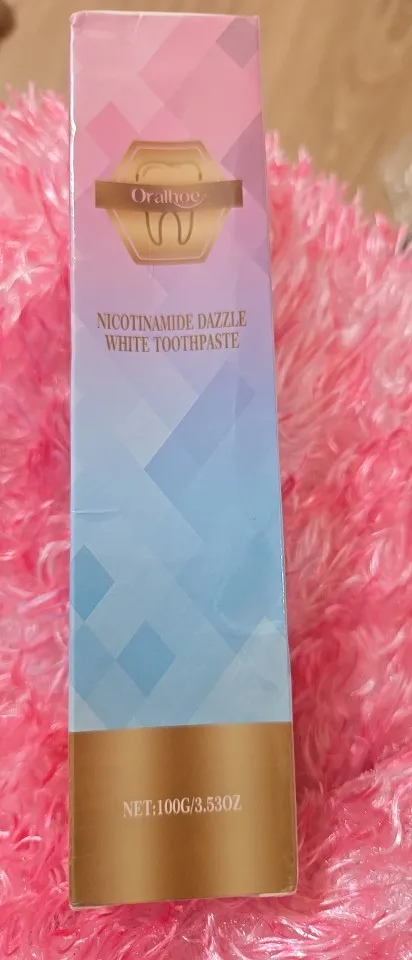 Oralhoe
NICOTINAMIDE DAZZLE
WHITE TOOTHPASTE
NET:100G/3.53OZ